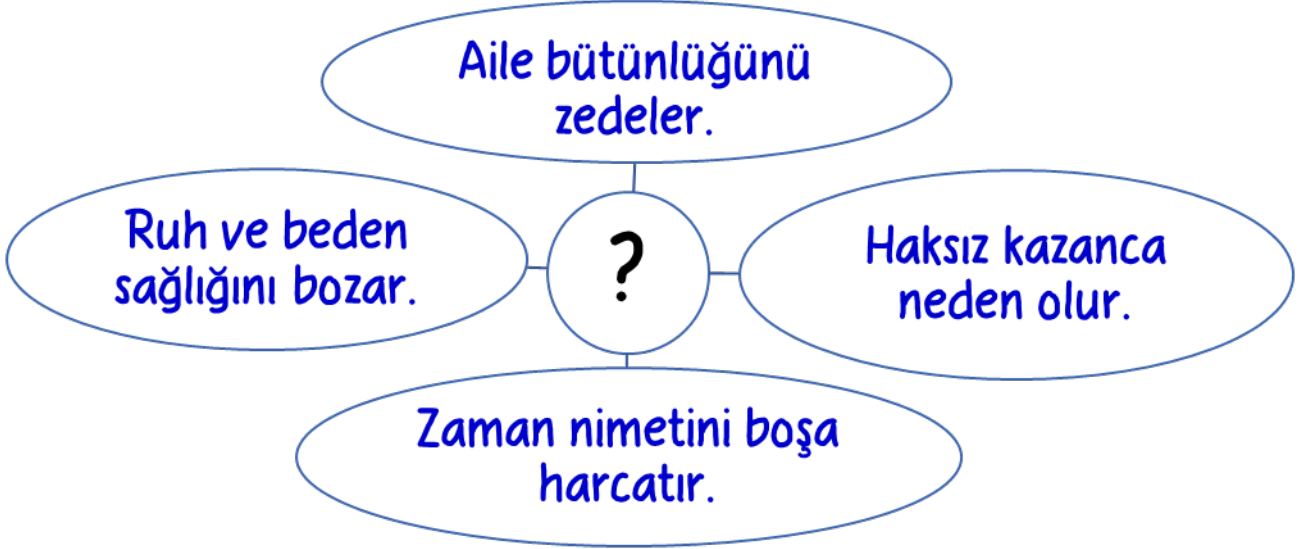 Aile bütünlüğünü
zedeler.
Ruh ve beden
sağlığını bozar.
?
Haksız kazanca
neden olur.
Zaman nimetini boşa
harcatır.